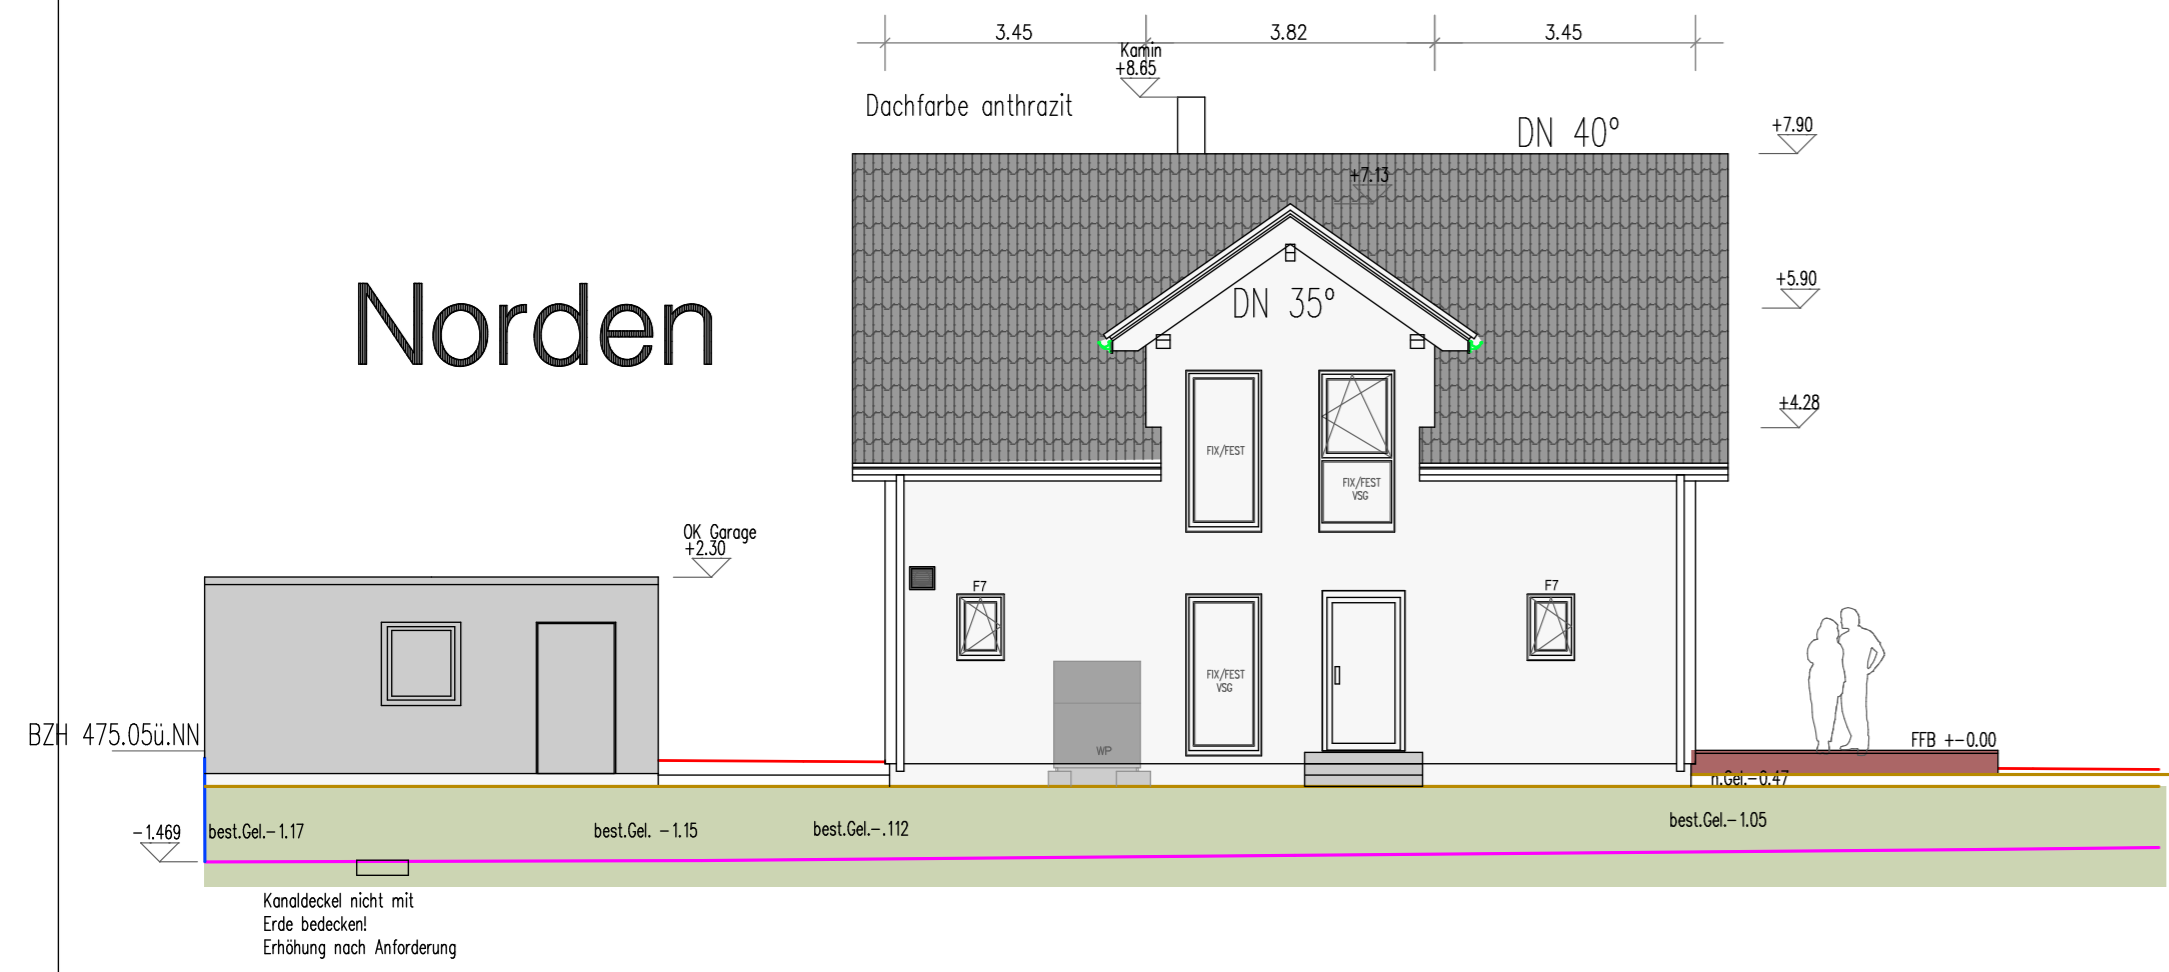 3.45 3.82 3.45
Kamin
+8.65
Dachfarbe anthrazit
DN 40°
+7.90
+7.13
+5.90
Norden
DN 35°
+4.28
FIX/FEST
FIX/FEST
VSG
OK Garage
+2.30
F7 F7
FIX/FEST
VSG
BZH 475.05ü.NN
WP
FFB +-0.00
n.Gel.-0.47
-1.469
best.Gel.-1.17
best.Gel. -1.15
best.Gel-.112
best.Gel-1.05
Kanaldeckel nicht mit
Erde bedecken!
Erhöhung nach Anforderung